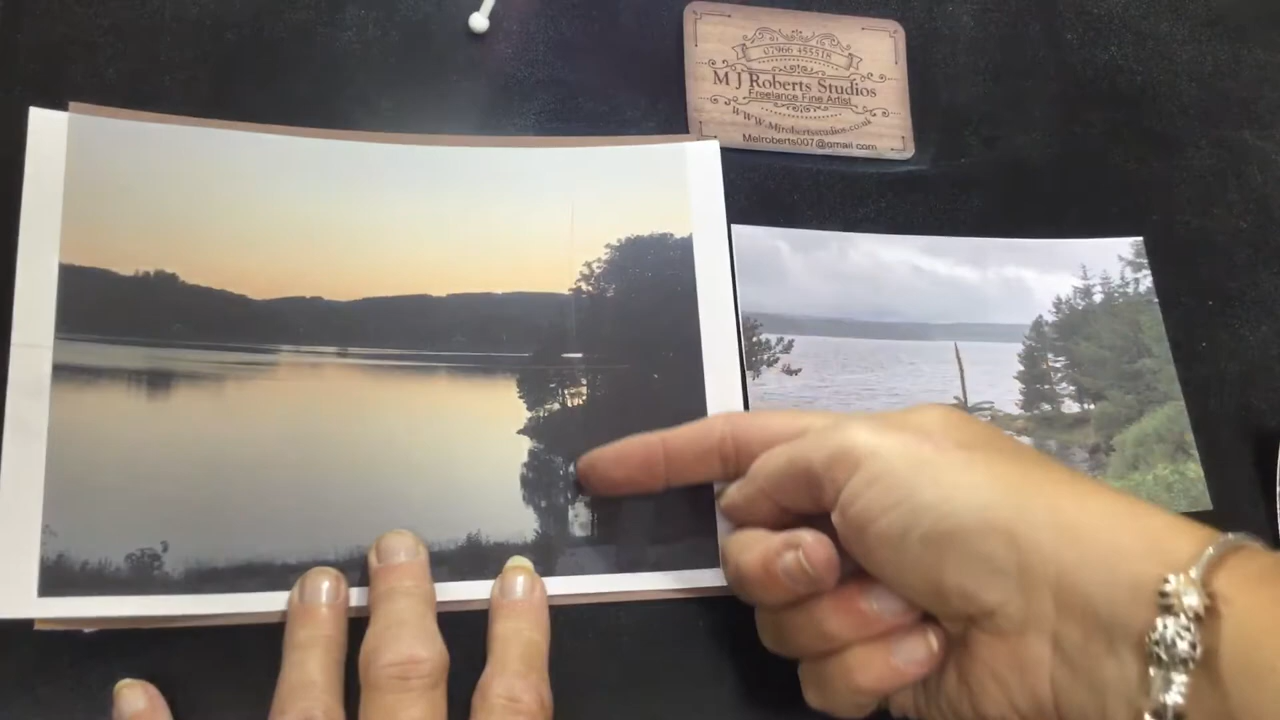 07966 455518
M J Roberts Studios
Freelance Fine Artist
WWW.Mjrobertsstudios.co.uk
Melroberts007@gmail.com